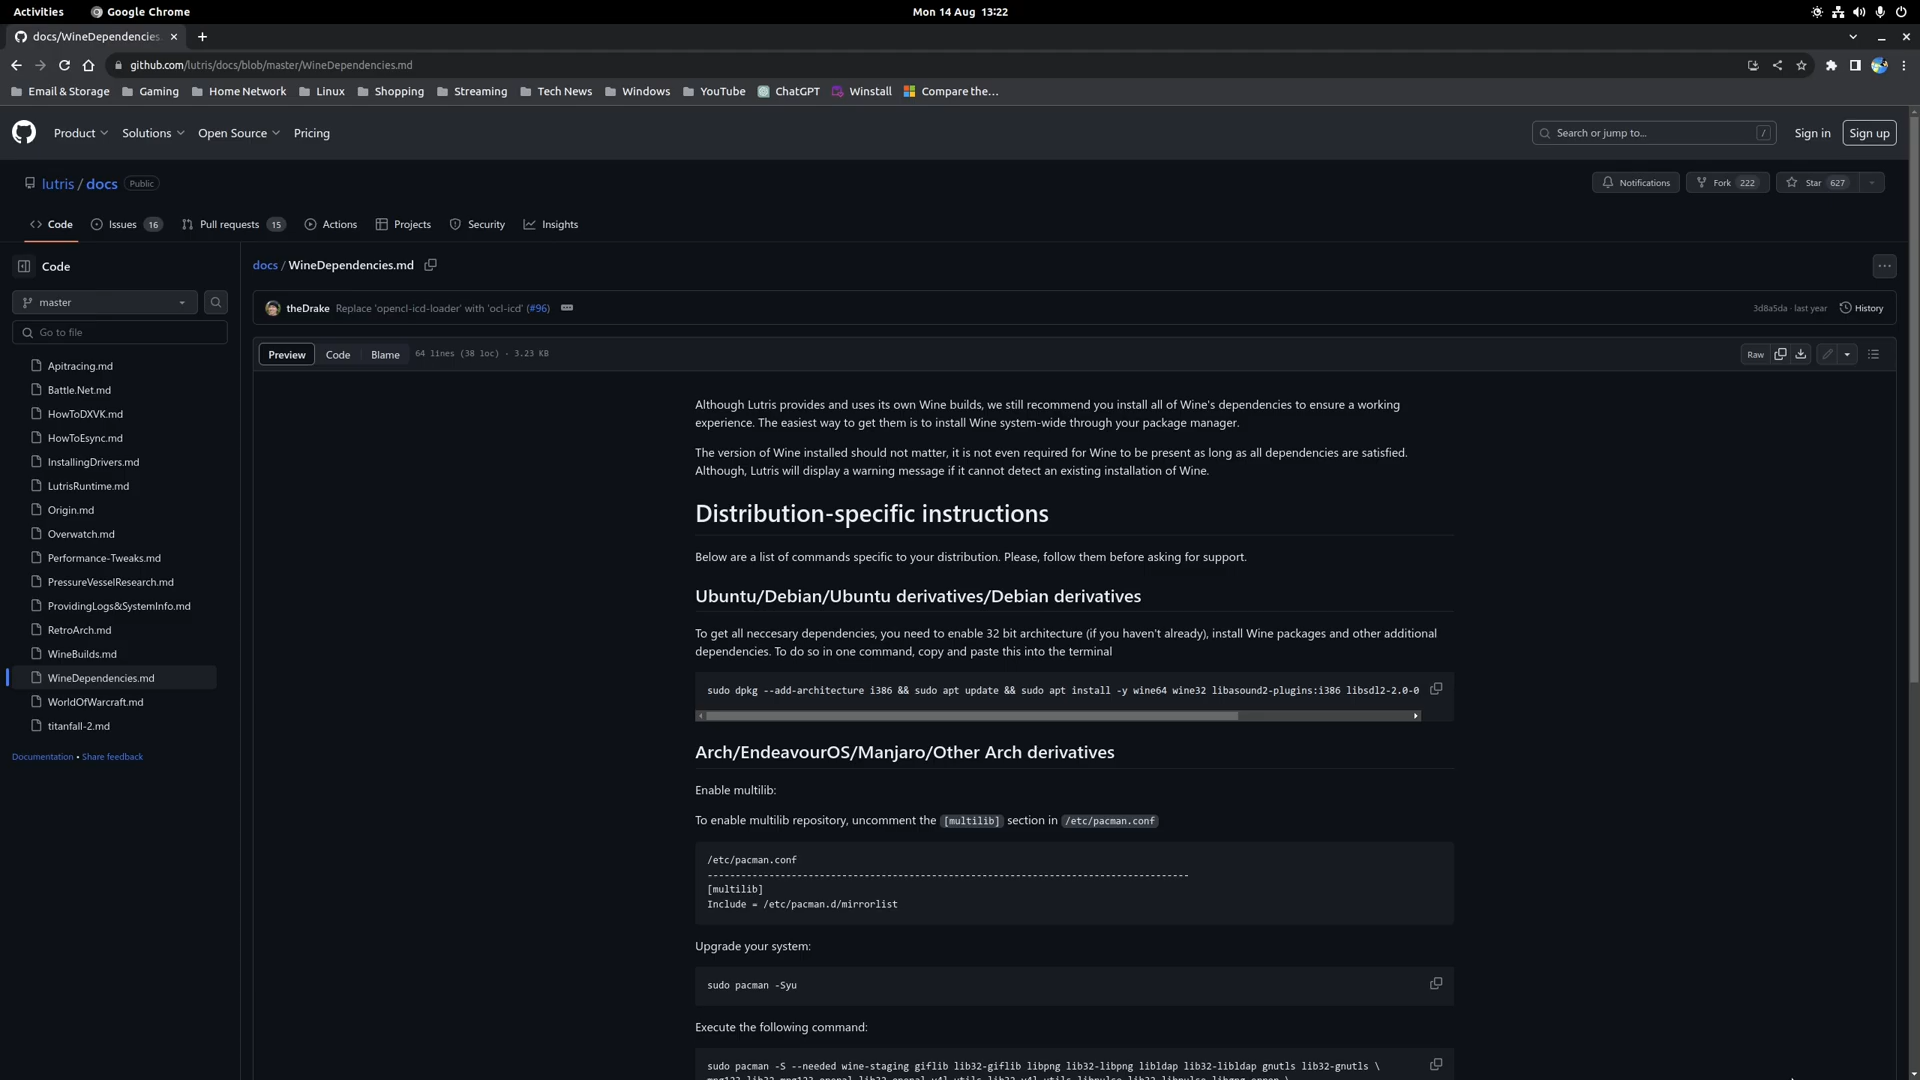 Activities
Google Chrome
Mon 14 Aug 13:22
docs/WineDependencies.
github.com/lutris/docs/blob/master/WineDependencies.md
Email & Storage
Gaming
Home Network
Linux
Shopping
Streaming
Tech News
Windows
YouTube
ChatGPT
Winstall
Compare the…
Product
Solutions
Open Source
Pricing
Search or jump to...
/
Sign in
Sign up
lutris / docs
Public
Notifications
Fork 222
Star 627
Code
Issues 16
Pull requests 15
Actions
Projects
Security
Insights
Code
master
Go to file
Apitracing.md
Battle.Net.md
HowToDXVK.md
HowToEsync.md
InstallingDrivers.md
LutrisRuntime.md
Origin.md
Overwatch.md
Performance-Tweaks.md
PressureVesselResearch.md
ProvidingLogs&SystemInfo.md
RetroArch.md
WineBuilds.md
WineDependencies.md
WorldOfWarcraft.md
titanfall-2.md
Documentation • Share feedback
docs / WineDependencies.md
theDrake Replace 'opencl-icd-loader' with 'ocl-icd' (#96)
3d8a5da · last year
History
Preview
Code
Blame
64 lines (38 loc) · 3.23 KB
Raw
Although Lutris provides and uses its own Wine builds, we still recommend you install all of Wine's dependencies to ensure a working
experience. The easiest way to get them is to install Wine system-wide through your package manager.
The version of Wine installed should not matter, it is not even required for Wine to be present as long as all dependencies are satisfied.
Although, Lutris will display a warning message if it cannot detect an existing installation of Wine.
Distribution-specific instructions
Below are a list of commands specific to your distribution. Please, follow them before asking for support.
Ubuntu/Debian/Ubuntu derivatives/Debian derivatives
To get all neccesary dependencies, you need to enable 32 bit architecture (if you haven't already), install Wine packages and other additional
dependencies. To do so in one command, copy and paste this into the terminal
sudo dpkg --add-architecture i386 && sudo apt update && sudo apt install -y wine64 wine32 libasound2-plugins:i386 libsdl2-2.0-0
Arch/EndeavourOS/Manjaro/Other Arch derivatives
Enable multilib:
To enable multilib repository, uncomment the [multilib] section in /etc/pacman.conf
/etc/pacman.conf
--------------------------------------------------------------------------------------
[multilib]
Include = /etc/pacman.d/mirrorlist
Upgrade your system:
sudo pacman -Syu
Execute the following command:
sudo pacman -S --needed wine-staging giflib lib32-giflib libpng lib32-libpng libldap lib32-libldap gnutls lib32-gnutls \